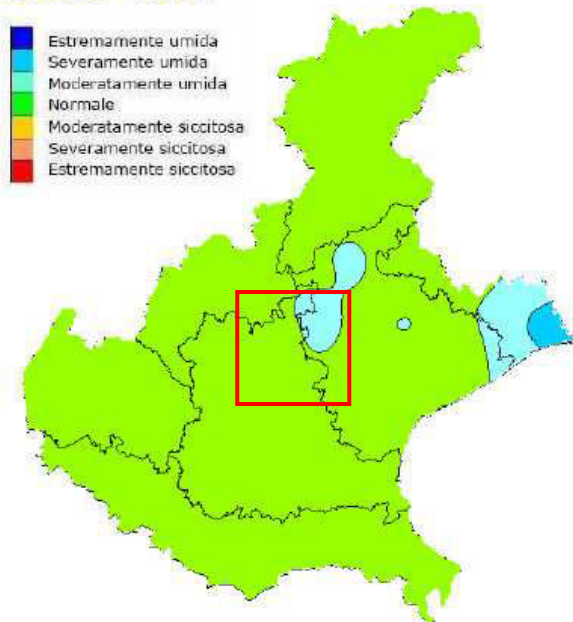 Estremamente umida
Severamente umida
Moderatamente umida
Normale
Moderatamente siccitosa
Severamente siccitosa
Estremamente siccitosa